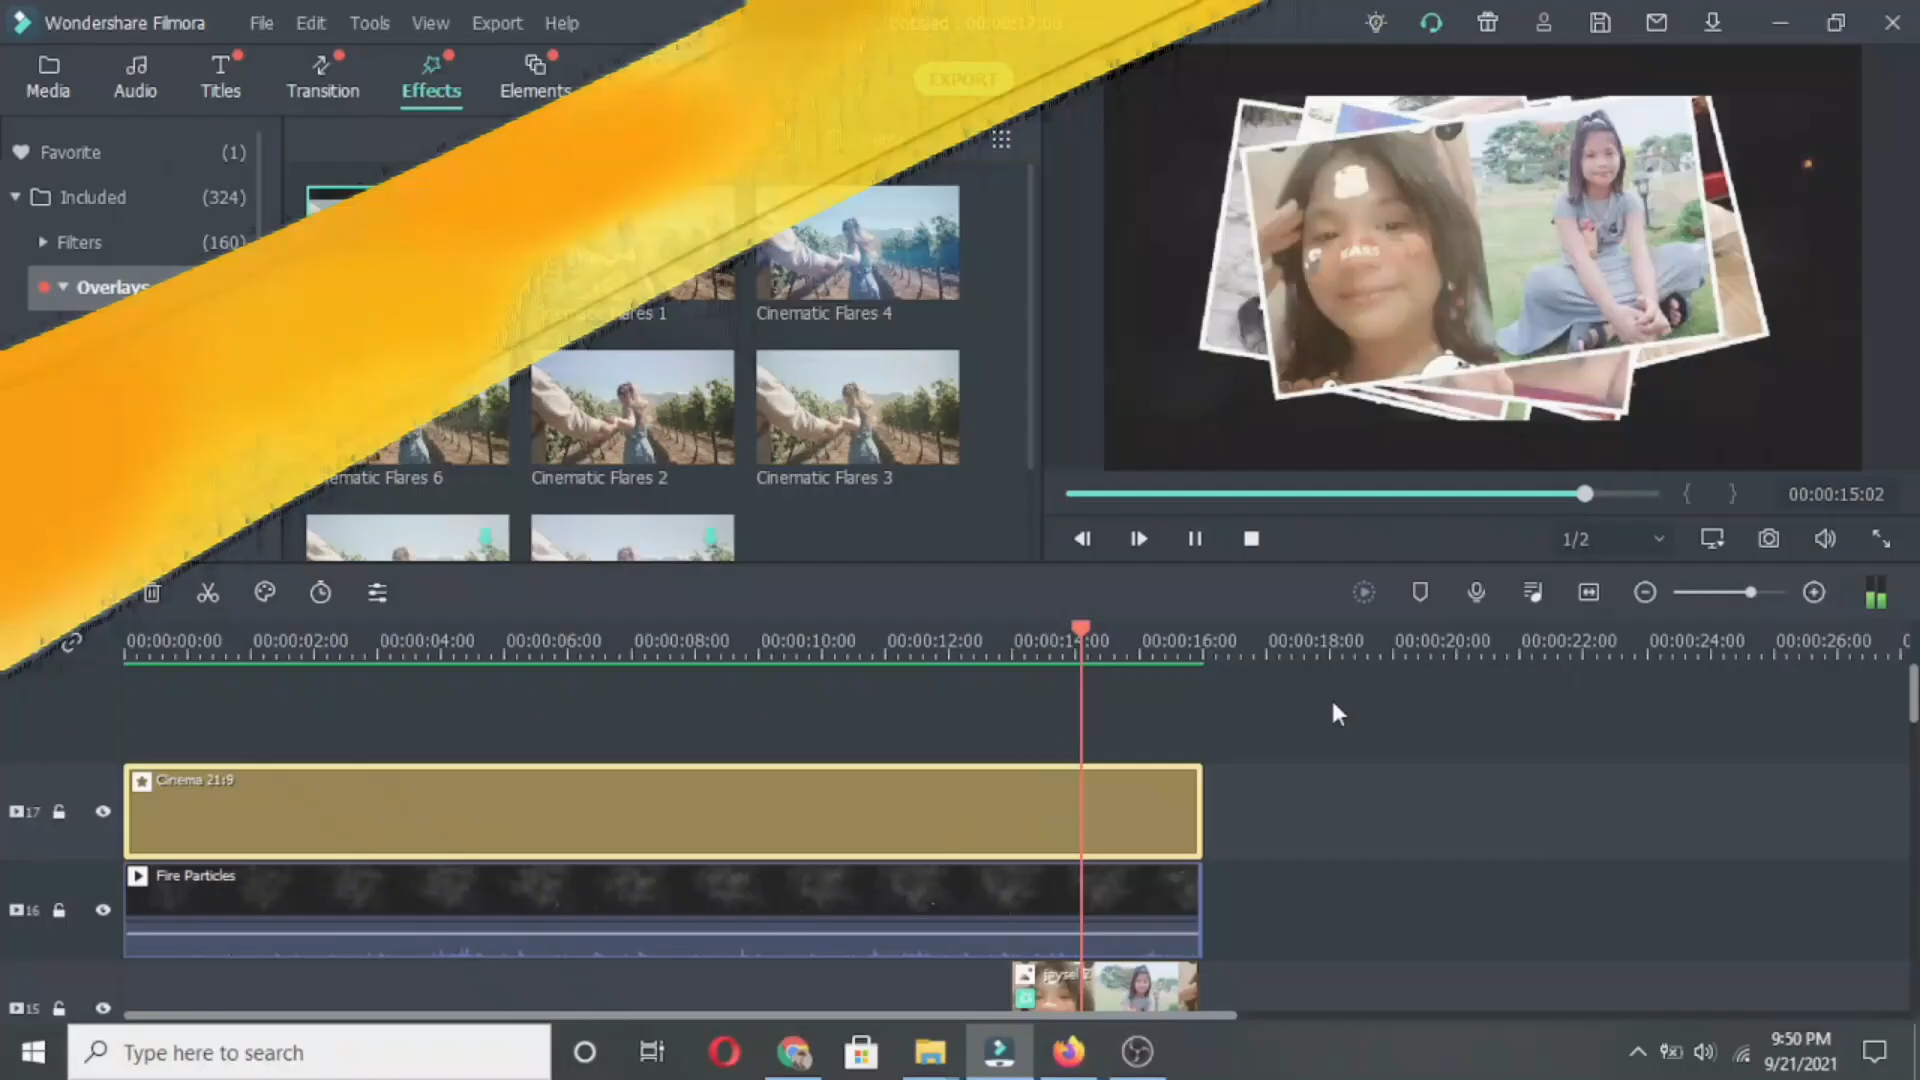 Wondershare Filmora File Edit Tools View Export Help
Media Audio Titles Transition Effects Elements
EXPORT
Favorite (1)
Included (324)
Filters (160)
Overlays
Cinematic Flares 4
Cinematic Flares 2
Cinematic Flares 3
00:00:15:02
1/2
00:00:00:00 00:00:02:00 00:00:04:00 00:00:06:00 00:00:08:00 00:00:10:00 00:00:12:00 00:00:14:00 00:00:16:00 00:00:18:00 00:00:20:00 00:00:22:00 00:00:24:00 00:00:26:00
Cinema 21:9
17
Fire Particles
16
15
Type here to search
9:50 PM
9/21/2021